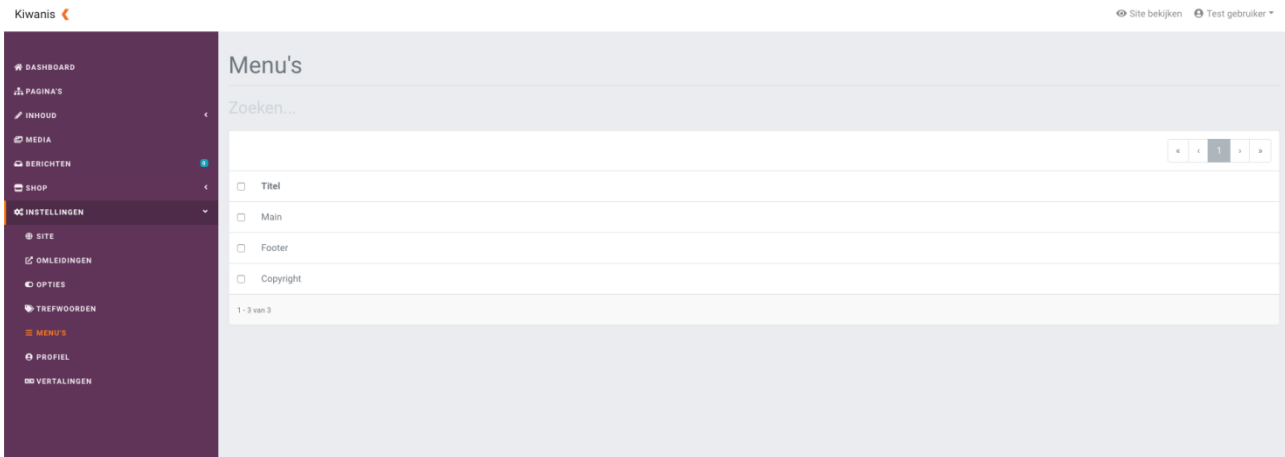 Kiwanis
Site bekijken
Test gebruiker
DASHBOARD
PAGINA'S
INHOUD
MEDIA
BERICHTEN 0
SHOP
INSTELLINGEN
SITE
OMLEIDINGEN
OPTIES
TREFWOORDEN
MENU'S
PROFIEL
VERTALINGEN
Menu's
Zoeken...
« ‹ 1 › »
Titel
Main
Footer
Copyright
1 - 3 van 3